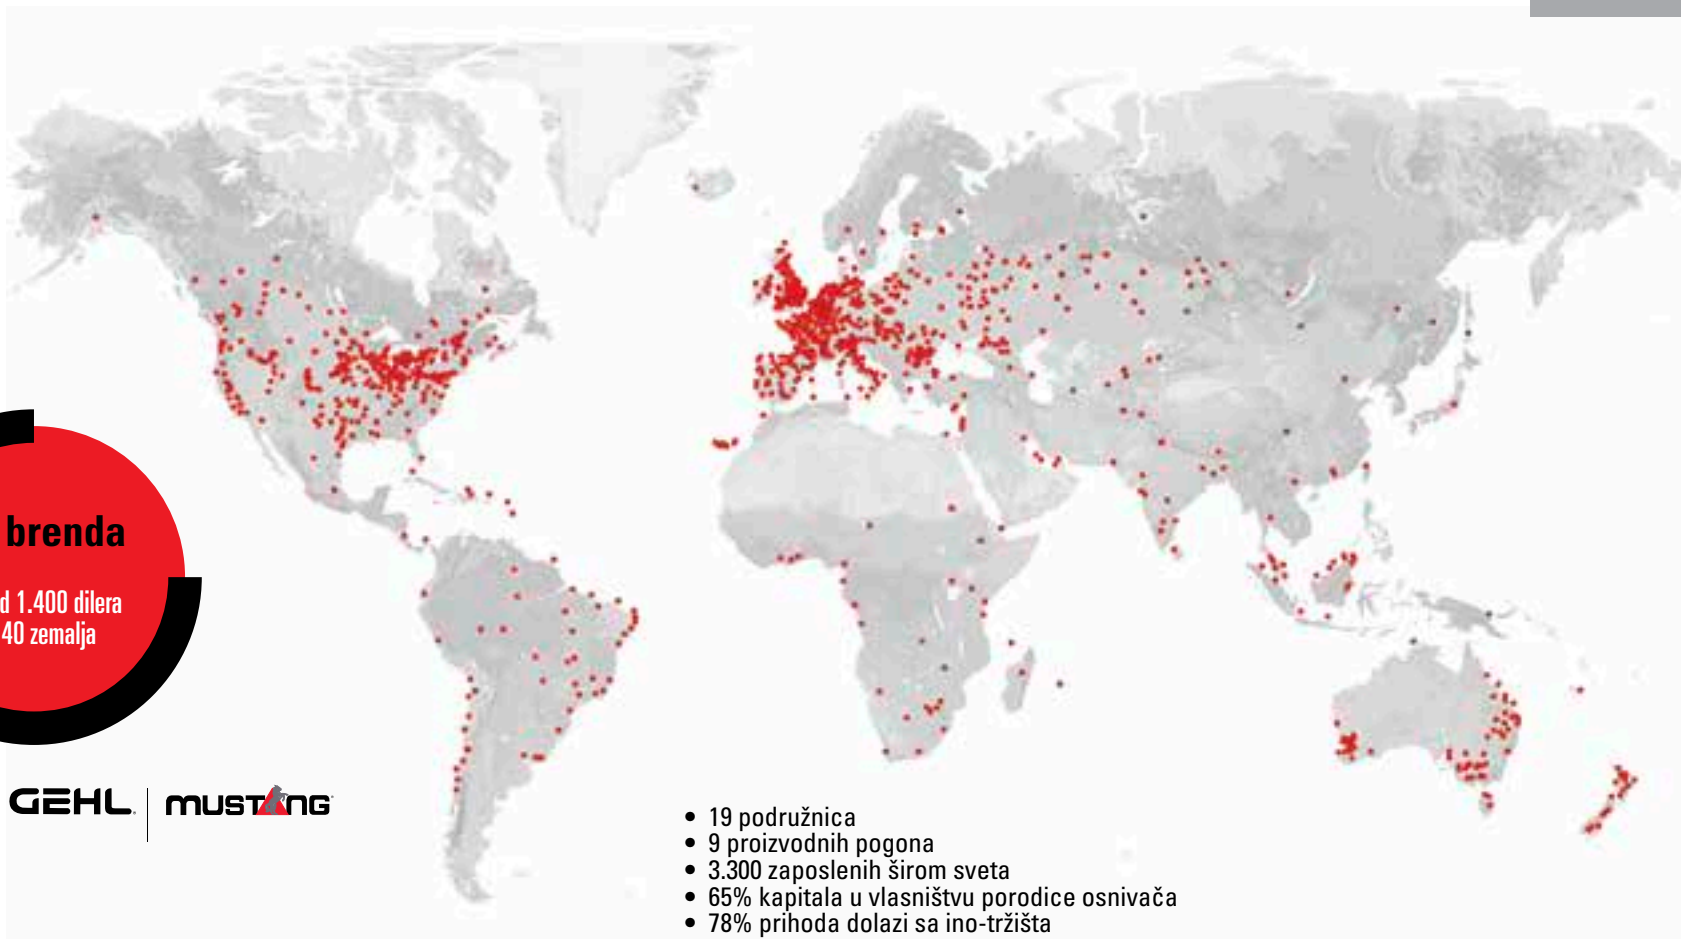 brenda
d 1.400 dilera
40 zemalja
GEHL
MUSTANG
• 19 podružnica
• 9 proizvodnih pogona
• 3.300 zaposlenih širom sveta
• 65% kapitala u vlasništvu porodice osnivača
• 78% prihoda dolazi sa ino-tržišta